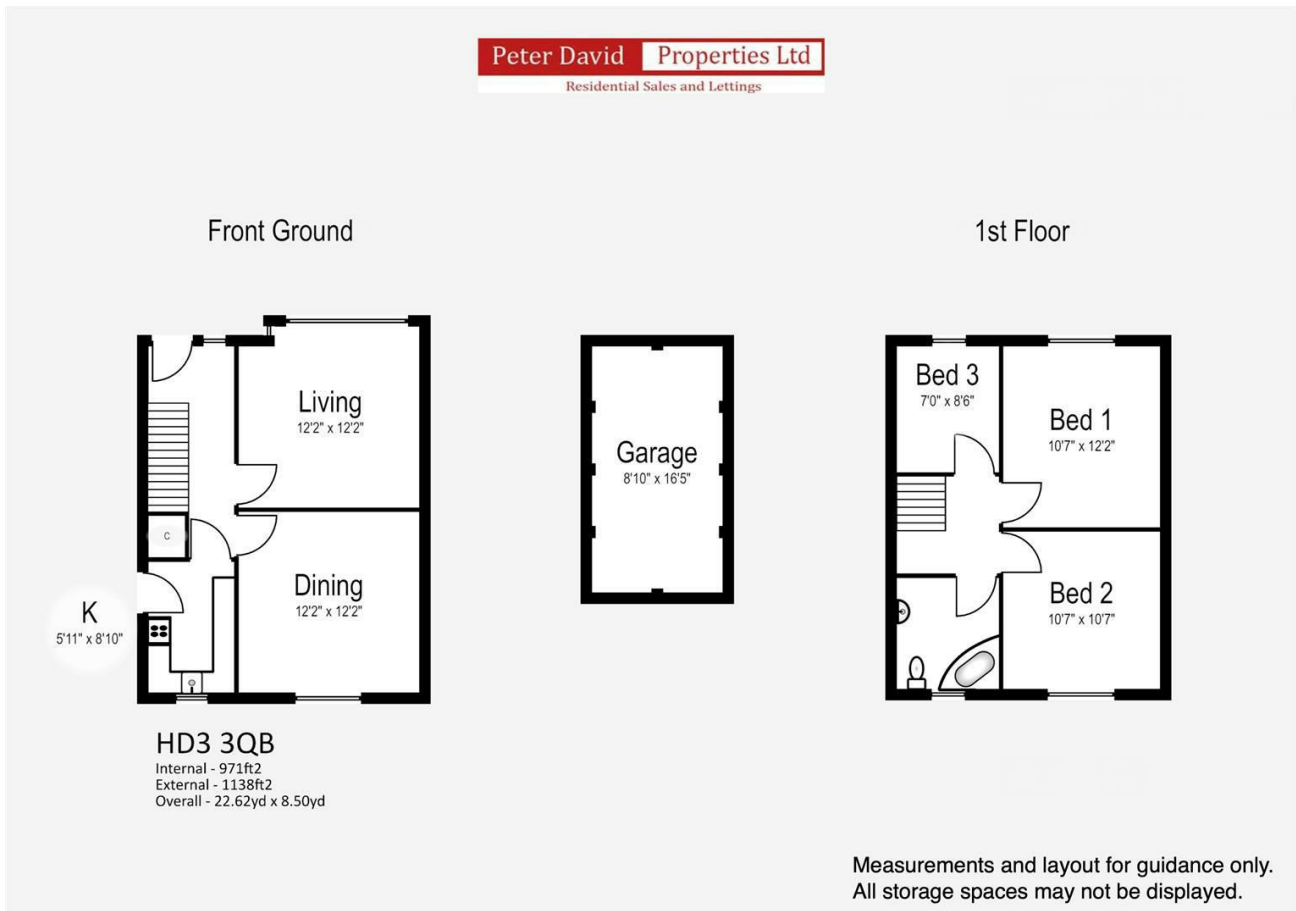 Peter David Properties Ltd
Residential Sales and Lettings
Front Ground
1st Floor
Living
12'2" x 12'2"
C
Dining
12'2" x 12'2"
K
5'11" x 8'10"
Garage
8'10" x 16'5"
Bed 3
7'0" x 8'6"
Bed 1
10'7" x 12'2"
Bed 2
10'7" x 10'7"
HD3 3QB
Internal - 971ft2
External - 1138ft2
Overall - 22.62yd x 8.50yd
Measurements and layout for guidance only.
All storage spaces may not be displayed.